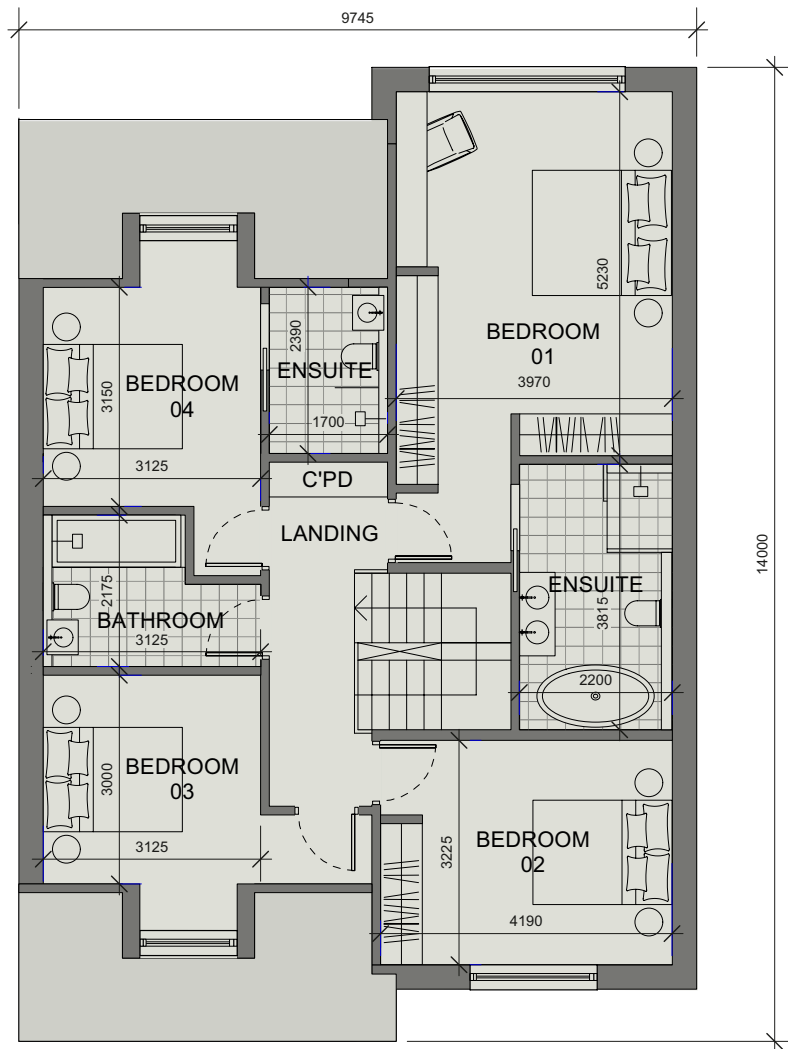 9745
14000
5230
BEDROOM
01
3970
2390
ENSUITE
1700
BEDROOM
04
3150
3125
C'PD
LANDING
2175
BATHROOM
3125
ENSUITE
3815
2200
BEDROOM
03
3000
3125
BEDROOM
02
3225
4190